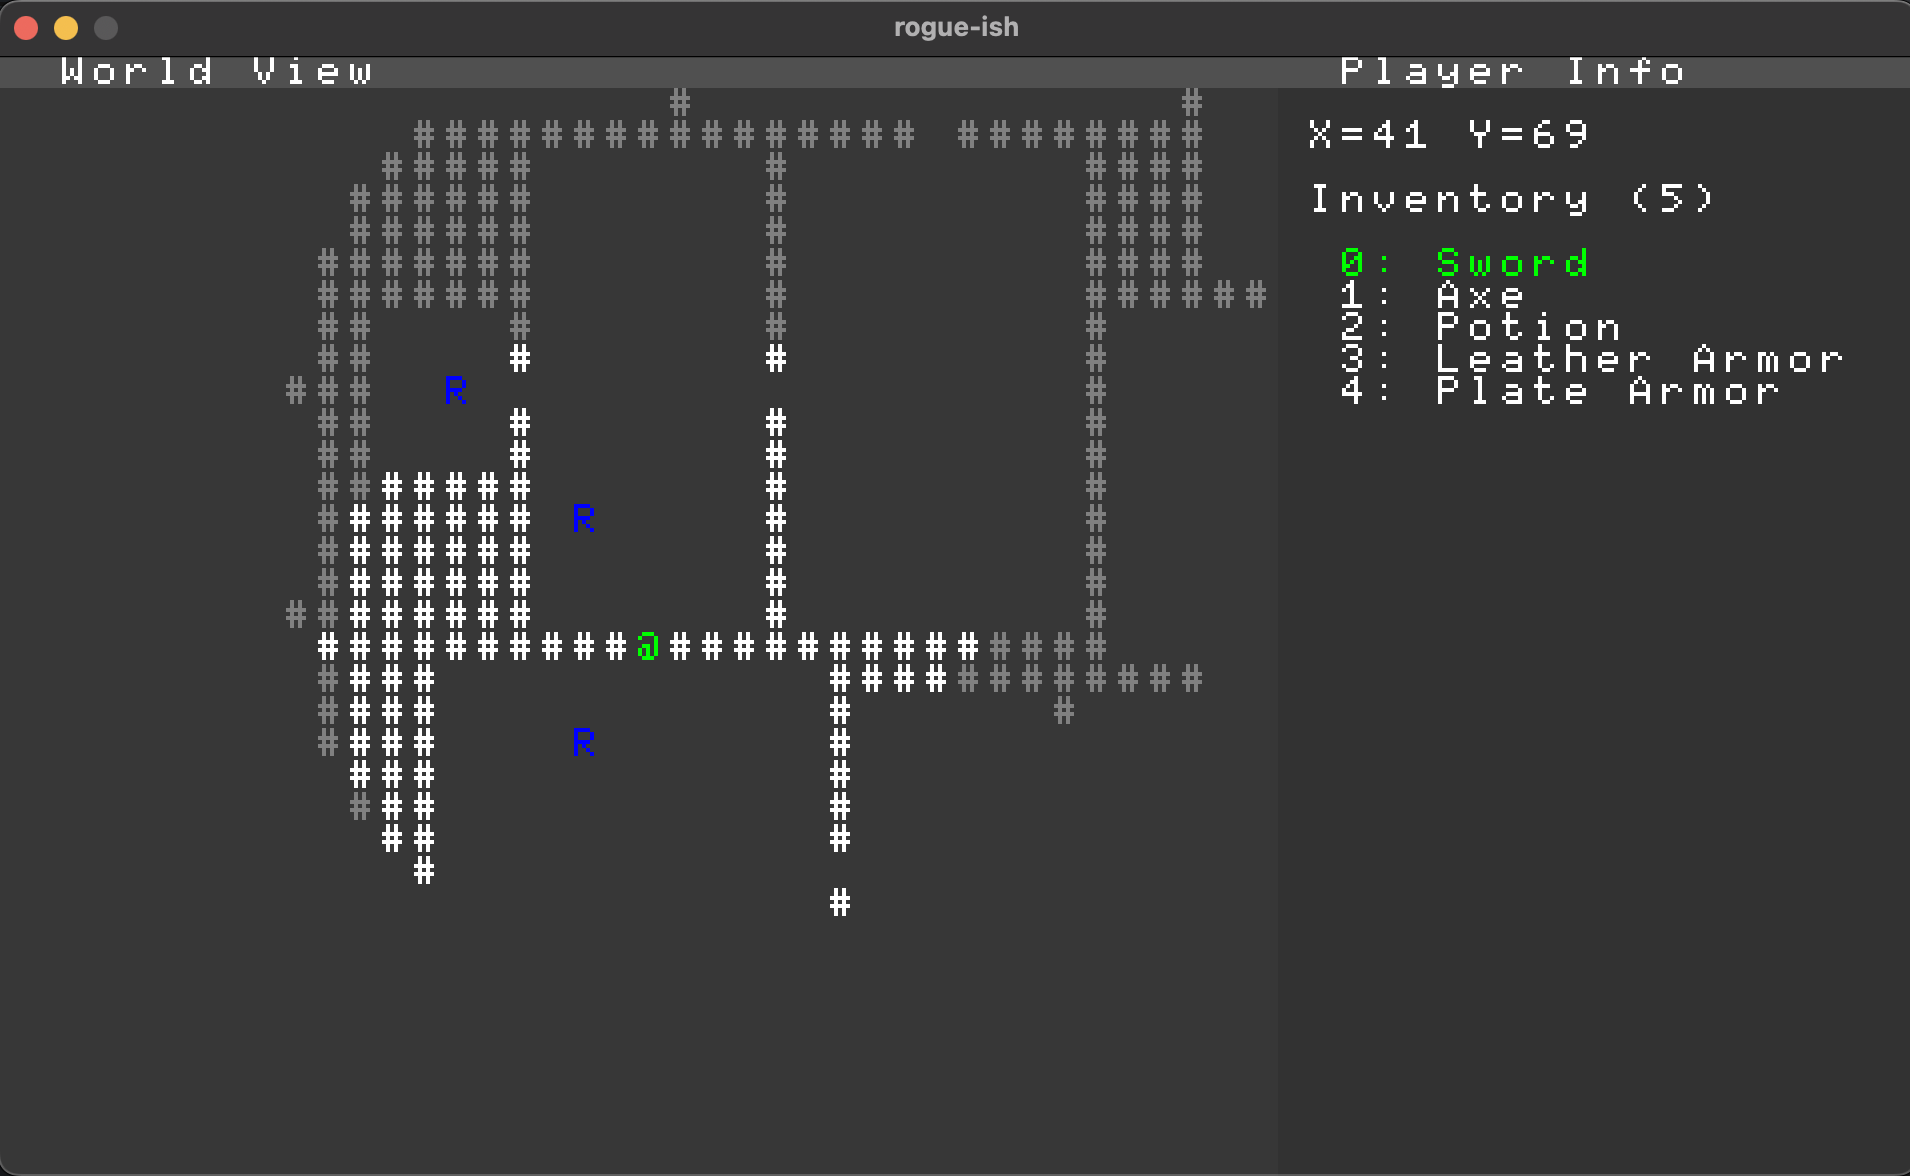 rogue-ish
World View
# #
################ ########
##### # ####
###### # ####
###### # ####
####### # ####
####### # ######
## # # #
## # # #
### R #
## # # #
## # # #
####### # #
####### R # #
####### # #
####### # #
######## # #
##########@##############
#### ############
#### # #
#### R #
### #
### #
## #
#
#
Player Info
X=41 Y=69
Inventory (5)
0: Sword
1: Axe
2: Potion
3: Leather Armor
4: Plate Armor